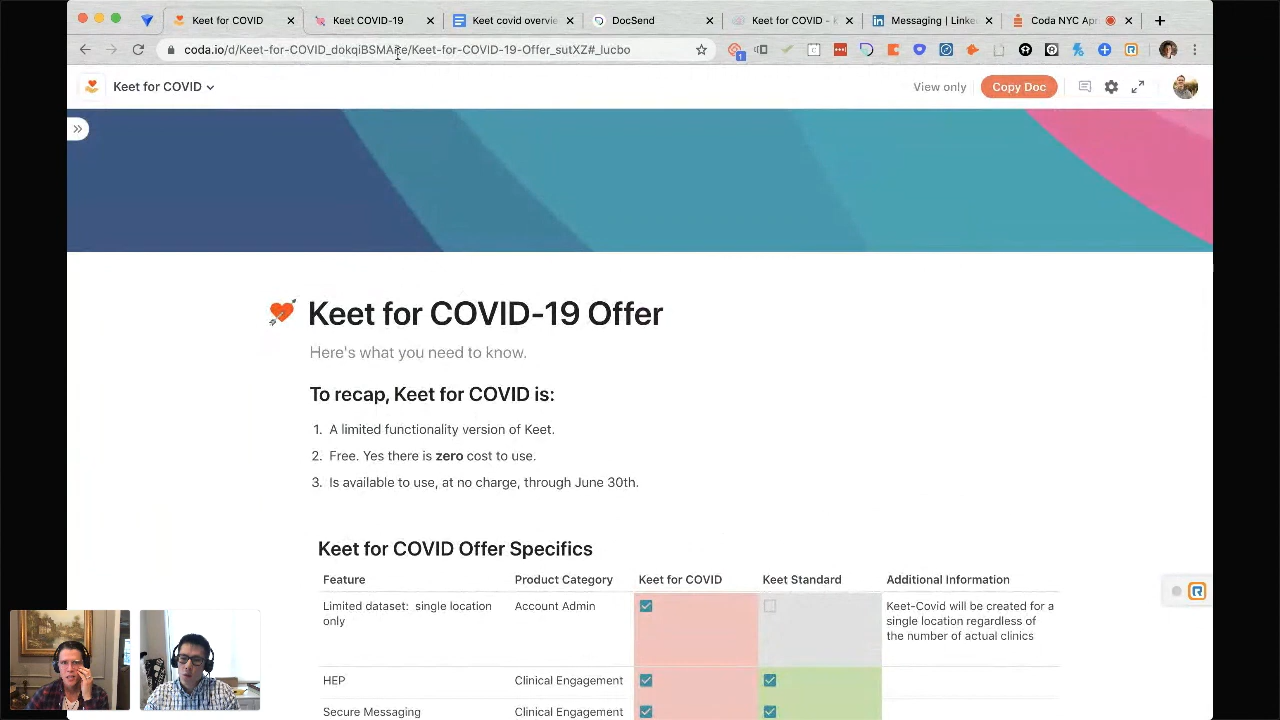 Keet for COVID
Keet COVID-19
Keet covid overvie
DocSend
Keet for COVID -
Messaging | Linke
Coda NYC Apr
coda.io/d/Keet-for-COVID_dokqiBSMA /Keet-for-COVID-19-Offer_sutXZ#_lucbo
1
Keet for COVID
View only
Copy Doc
Keet for COVID-19 Offer
Here's what you need to know.
To recap, Keet for COVID is:
1. A limited functionality version of Keet.
2. Free. Yes there is zero cost to use.
3. Is available to use, at no charge, through June 30th.
Keet for COVID Offer Specifics
Feature Product Category Keet for COVID Keet Standard Additional Information
Limited dataset: single location Account Admin Keet-Covid will be created for a
only single location regardless of
the number of actual clinics
HEP Clinical Engagement
Secure Messaging Clinical Engagement